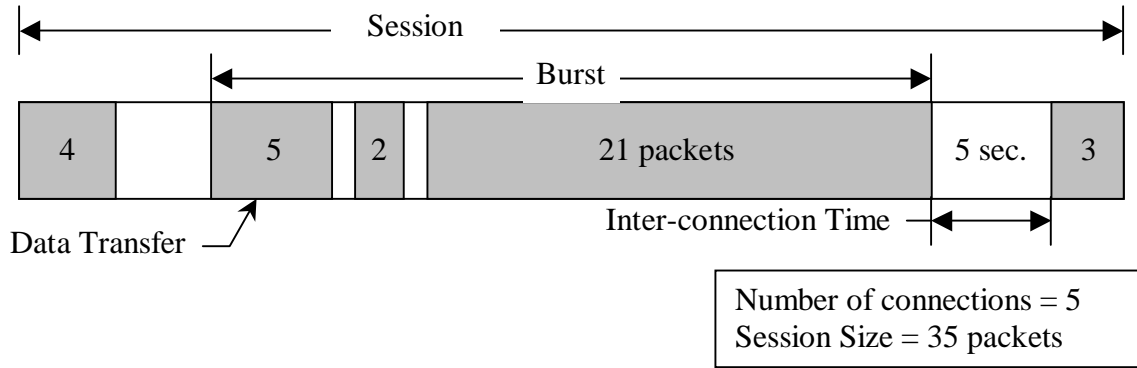 Session
Burst
4
5
2
21 packets
5 sec.
3
Inter-connection Time
Data Transfer
Number of connections = 5
Session Size = 35 packets